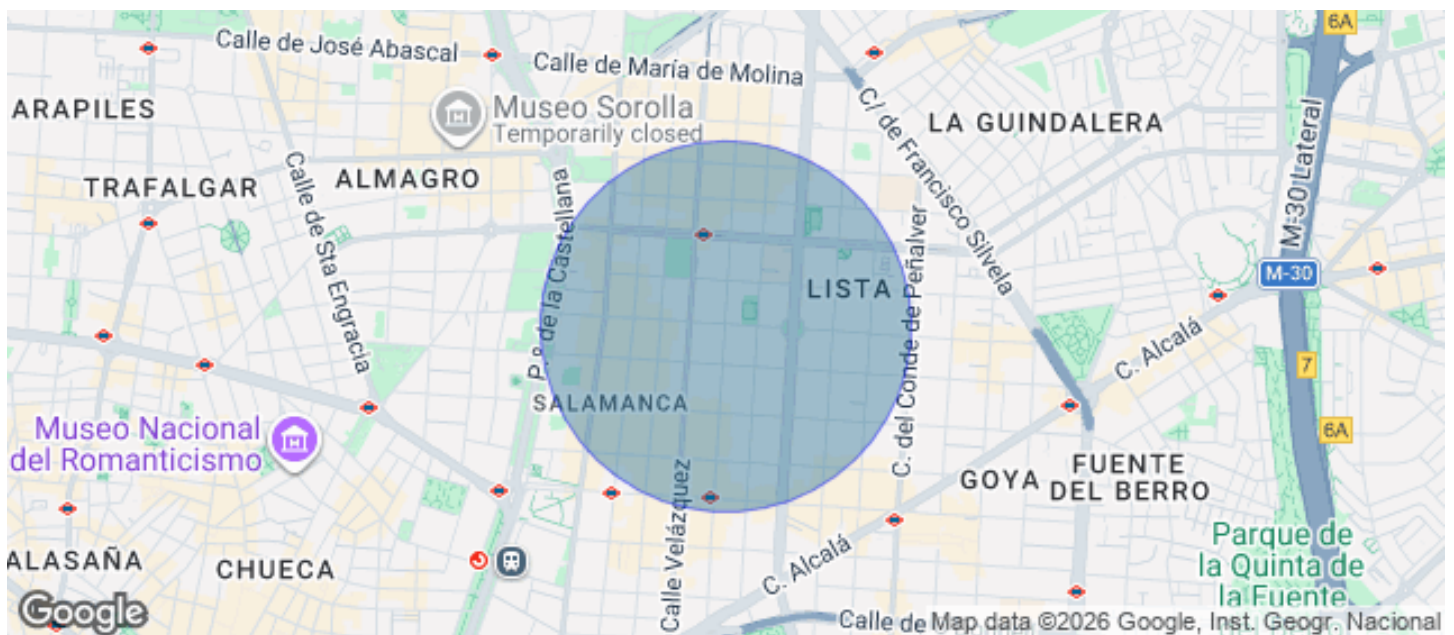 6A
Calle de José Abascal
Calle de María de Molina
ARAPILES
Museo Sorolla
Temporarily closed
LA GUINDALERA
C/ de Francisco Silvela
M-30 Lateral
TRAFALGAR
ALMAGRO
Calle de Sta Engracia
P.º de la Castellana
C. del Conde de Peñalver
M-30
LISTA
C. Alcalá
7
SALAMANCA
Museo Nacional
del Romanticismo
6A
Calle Velázquez
GOYA
FUENTE
DEL BERRO
ALASAÑA
CHUECA
C. Alcalá
Parque de
la Quinta de
la Fuente
Google
Calle de
Map data ©2026 Google, Inst. Geogr. Nacional